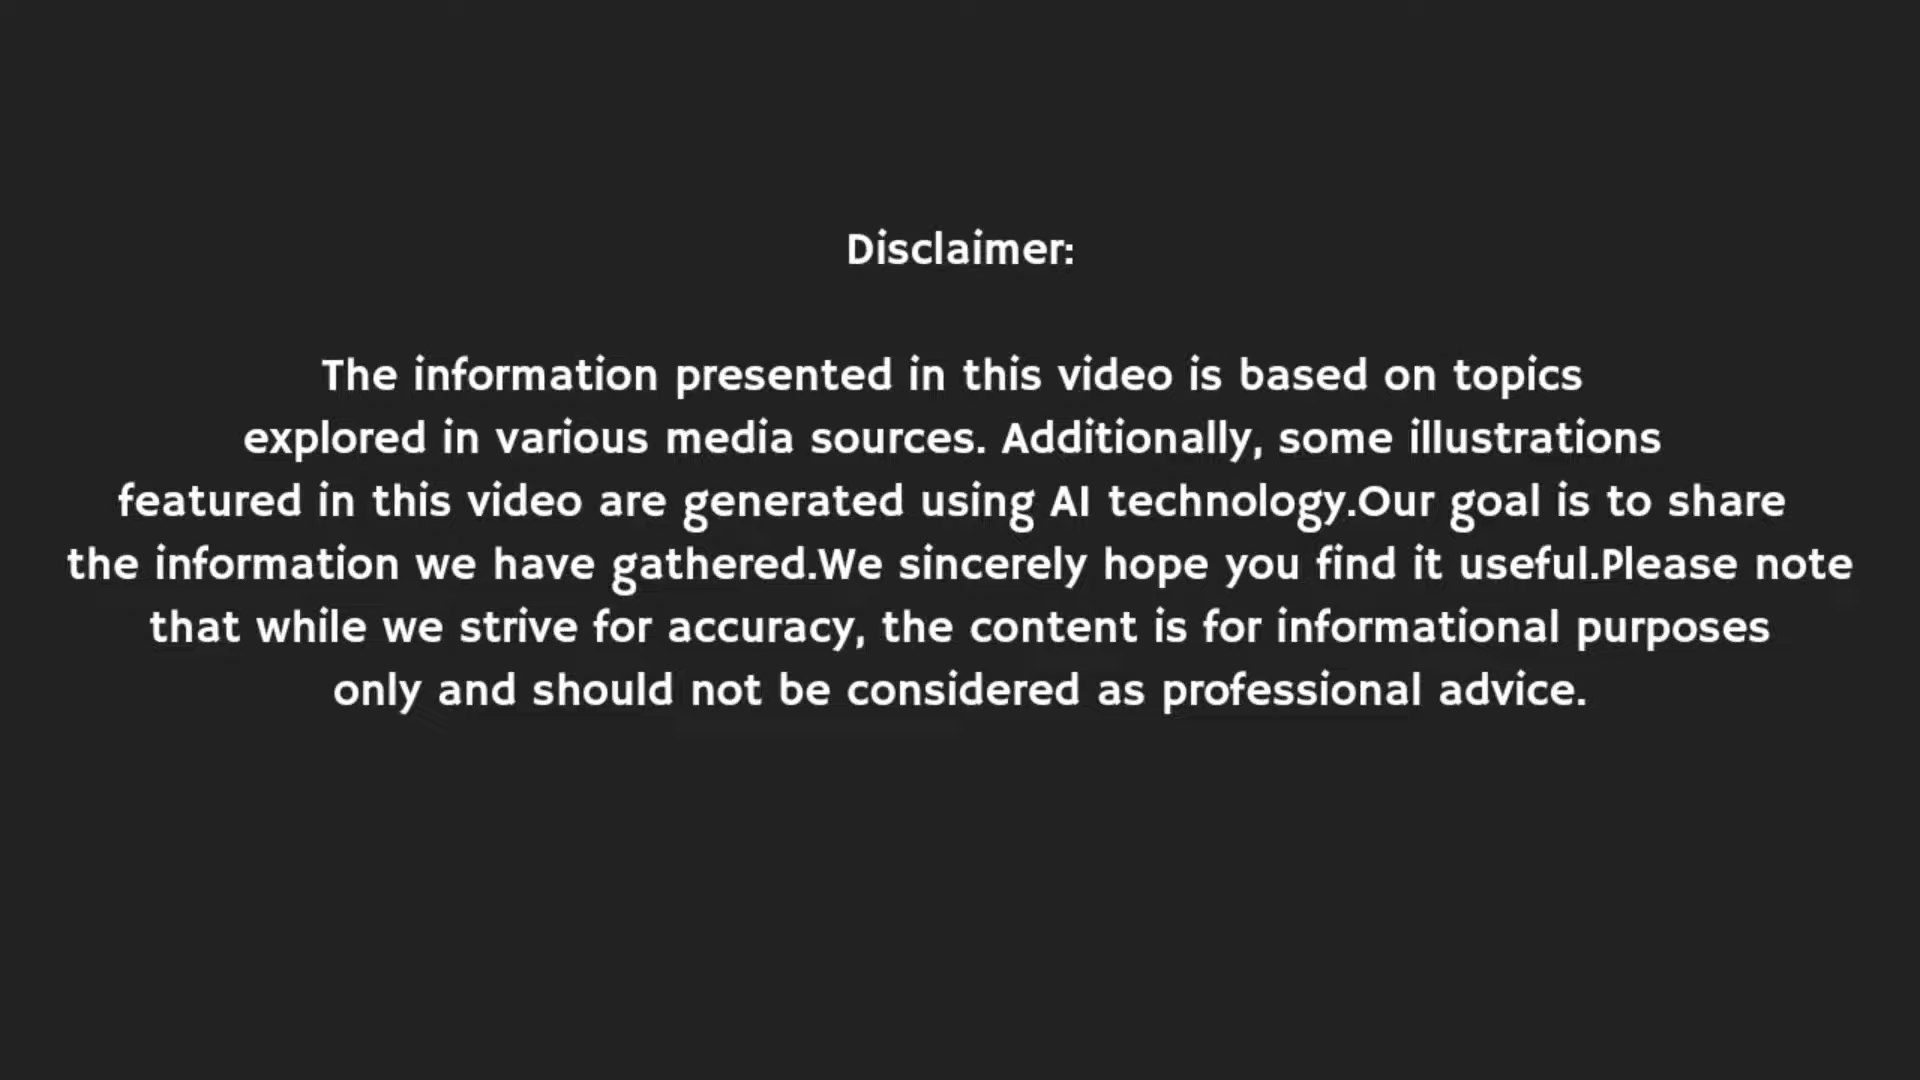 Disclaimer:
The information presented in this video is based on topics
explored in various media sources. Additionally, some illustrations
featured in this video are generated using AI technology.Our goal is to share
the information we have gathered.We sincerely hope you find it useful.Please note
that while we strive for accuracy, the content is for informational purposes
only and should not be considered as professional advice.